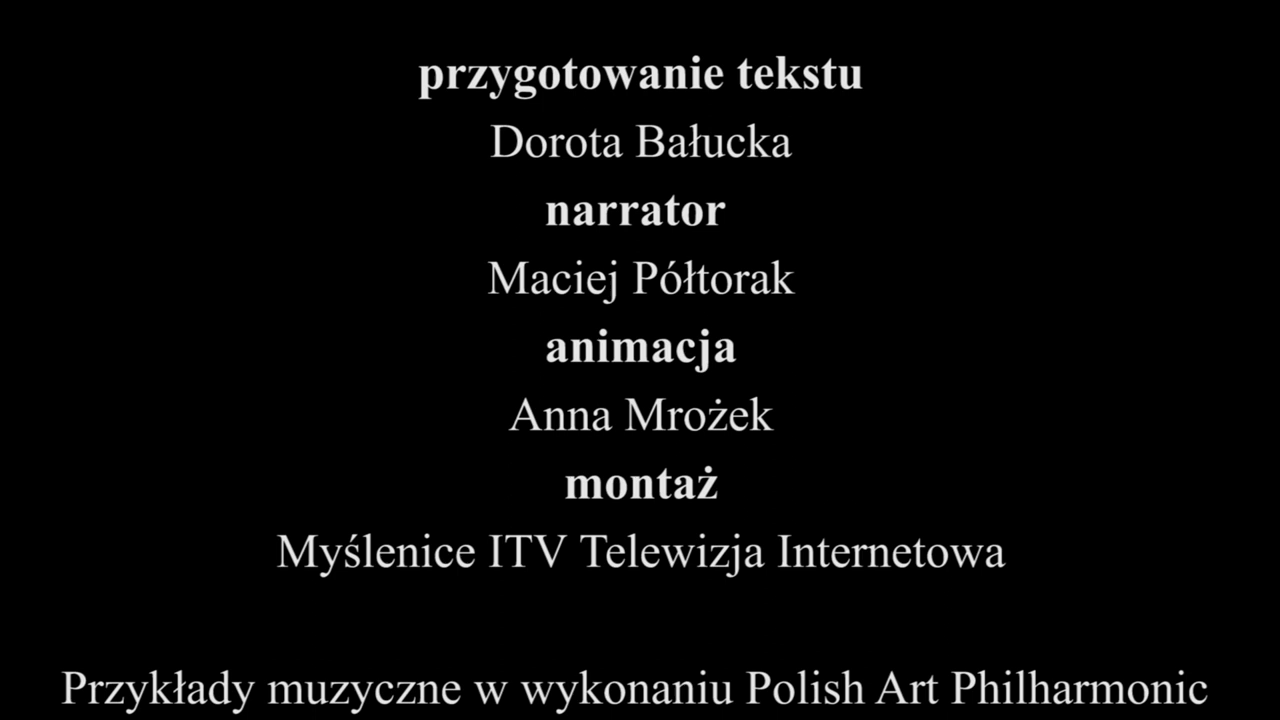 przygotowanie tekstu
Dorota Bałucka
narrator
Maciej Półtorak
animacja
Anna Mrożek
montaż
Myślenice ITV Telewizja Internetowa
Przykłady muzyczne w wykonaniu Polish Art Philharmonic